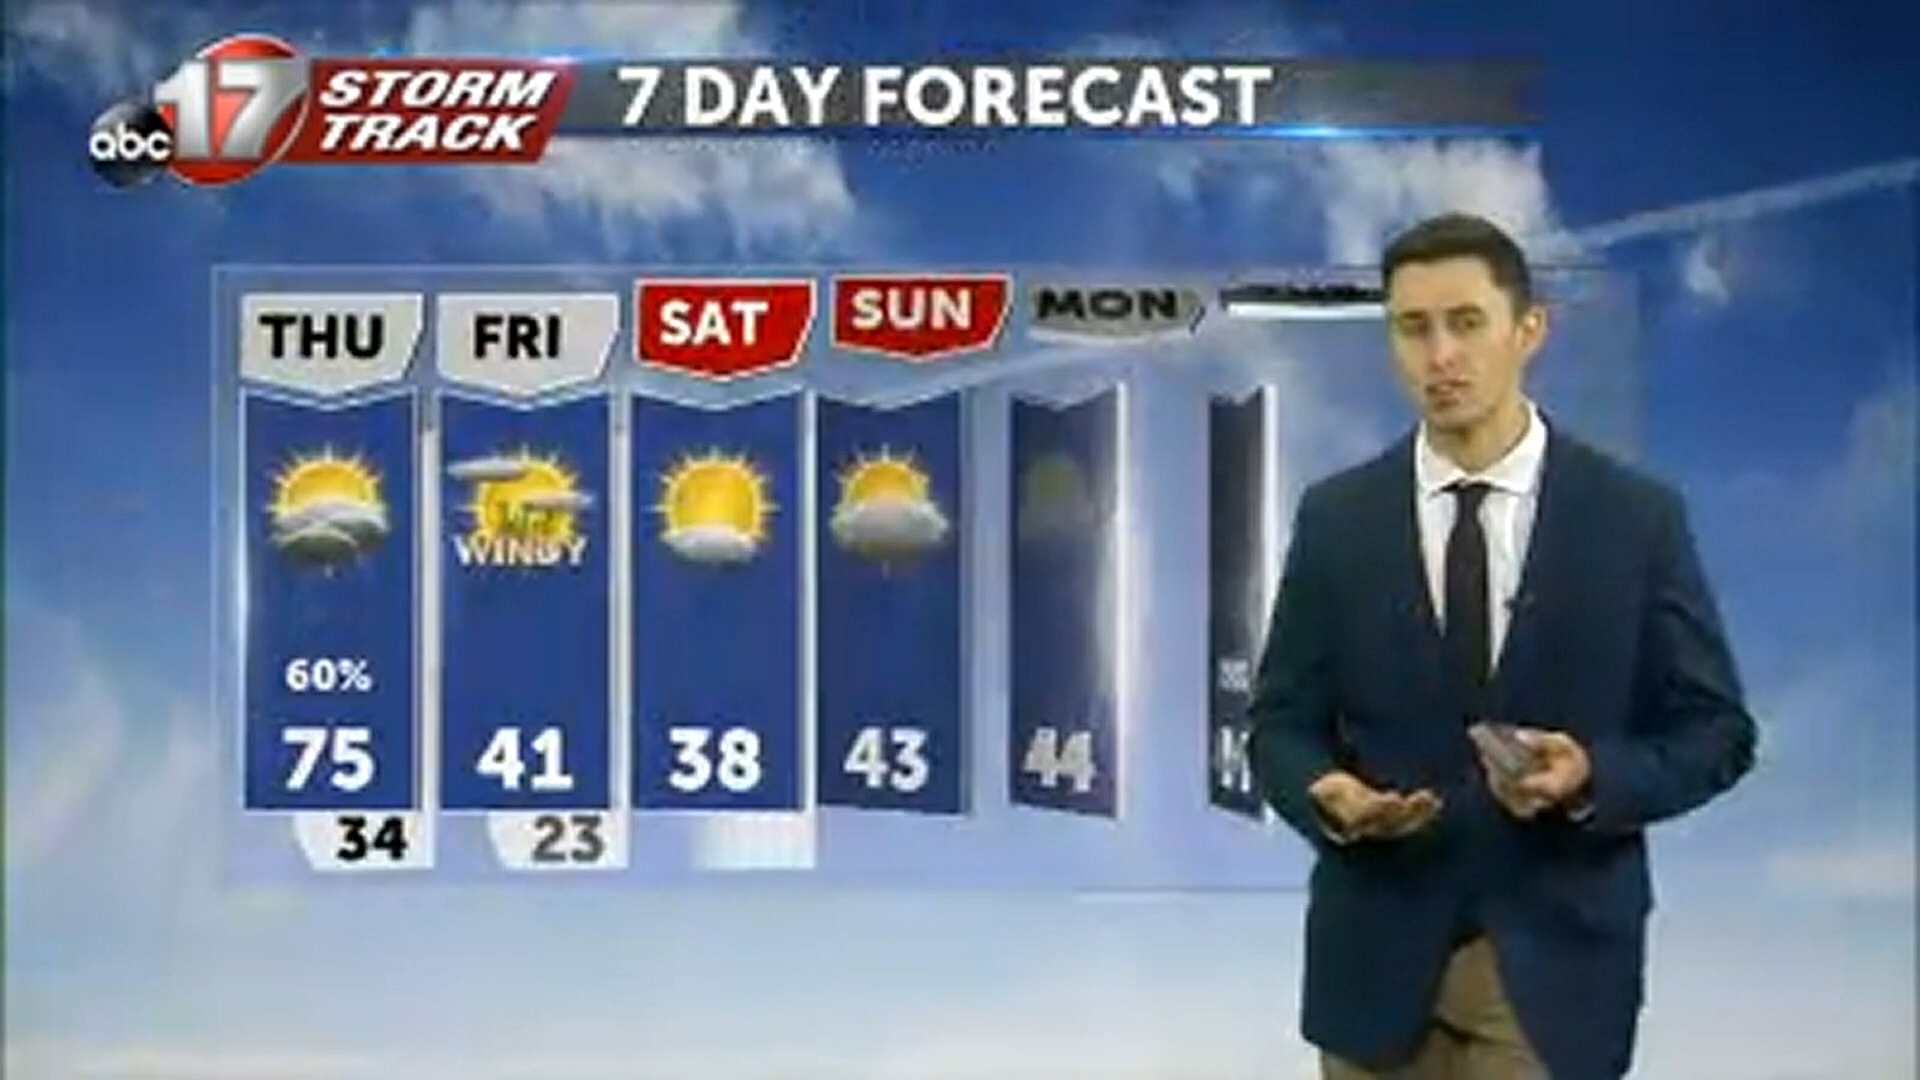 abc 17 STORM TRACK
7 DAY FORECAST
THU FRI SAT SUN MON
WINDY
60%
75 41 38 43 44
34 23